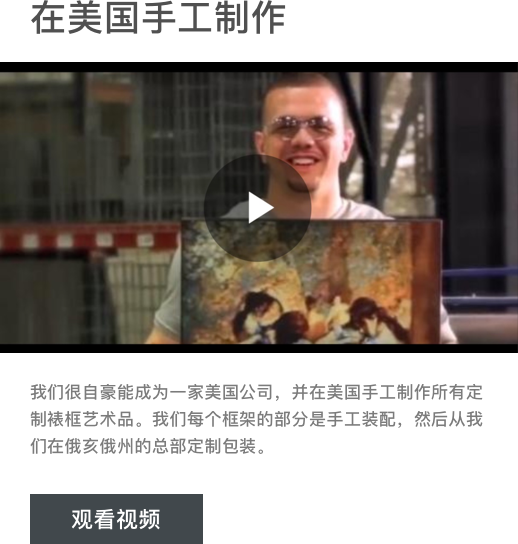 在美国手工制作
我们很自豪能成为一家美国公司，并在美国手工制作所有定
制裱框艺术品。我们每个框架的部分是手工装配，然后从我
们在俄亥俄州的总部定制包装。
观看视频